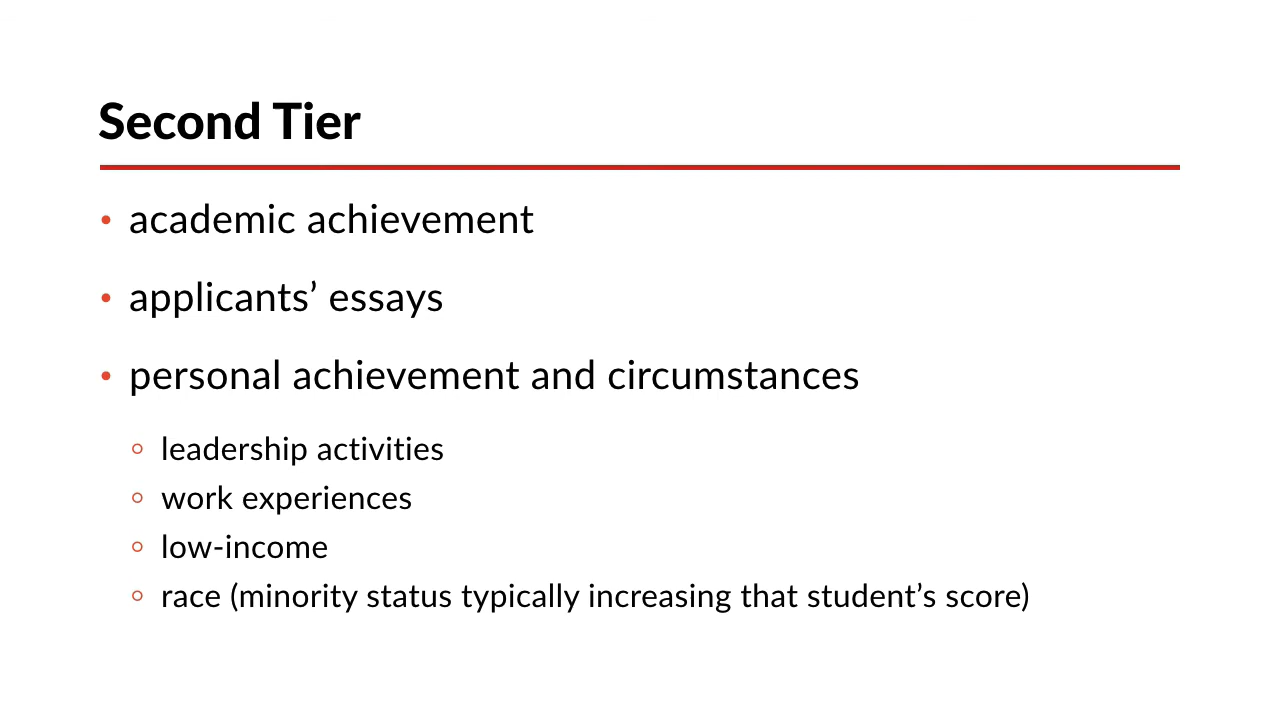 Second Tier
• academic achievement
• applicants’ essays
• personal achievement and circumstances
◦ leadership activities
◦ work experiences
◦ low-income
◦ race (minority status typically increasing that student’s score)